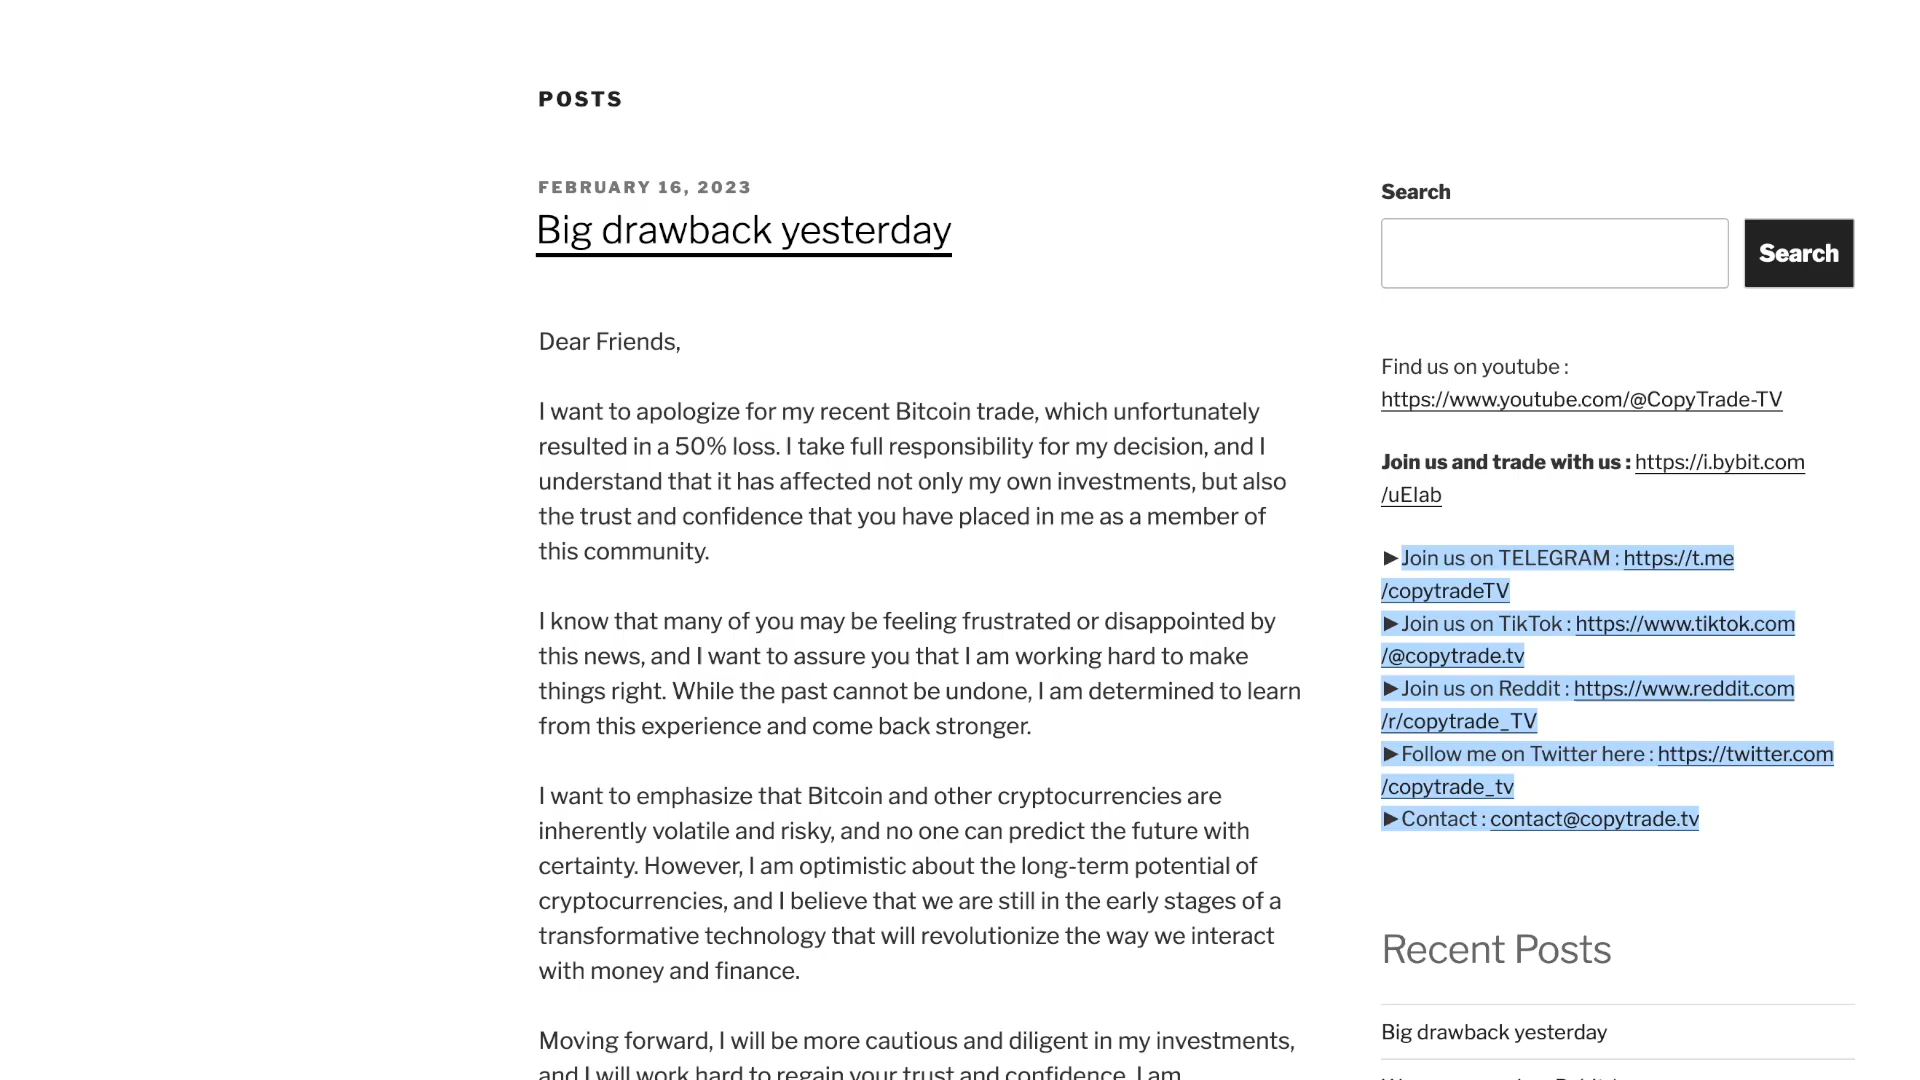 POSTS
FEBRUARY 16, 2023
Big drawback yesterday
Dear Friends,
I want to apologize for my recent Bitcoin trade, which unfortunately
resulted in a 50% loss. I take full responsibility for my decision, and I
understand that it has affected not only my own investments, but also
the trust and confidence that you have placed in me as a member of
this community.
I know that many of you may be feeling frustrated or disappointed by
this news, and I want to assure you that I am working hard to make
things right. While the past cannot be undone, I am determined to learn
from this experience and come back stronger.
I want to emphasize that Bitcoin and other cryptocurrencies are
inherently volatile and risky, and no one can predict the future with
certainty. However, I am optimistic about the long-term potential of
cryptocurrencies, and I believe that we are still in the early stages of a
transformative technology that will revolutionize the way we interact
with money and finance.
Moving forward, I will be more cautious and diligent in my investments,
and I will work hard to regain your trust and confidence. I am
Search
Search
Find us on youtube :
https://www.youtube.com/@CopyTrade-TV
Join us and trade with us : https://i.bybit.com
/uElab
►Join us on TELEGRAM : https://t.me
/copytradeTV
►Join us on TikTok : https://www.tiktok.com
/@copytrade.tv
►Join us on Reddit : https://www.reddit.com
/r/copytrade_TV
►Follow me on Twitter here : https://twitter.com
/copytrade_tv
►Contact : contact@copytrade.tv
Recent Posts
Big drawback yesterday